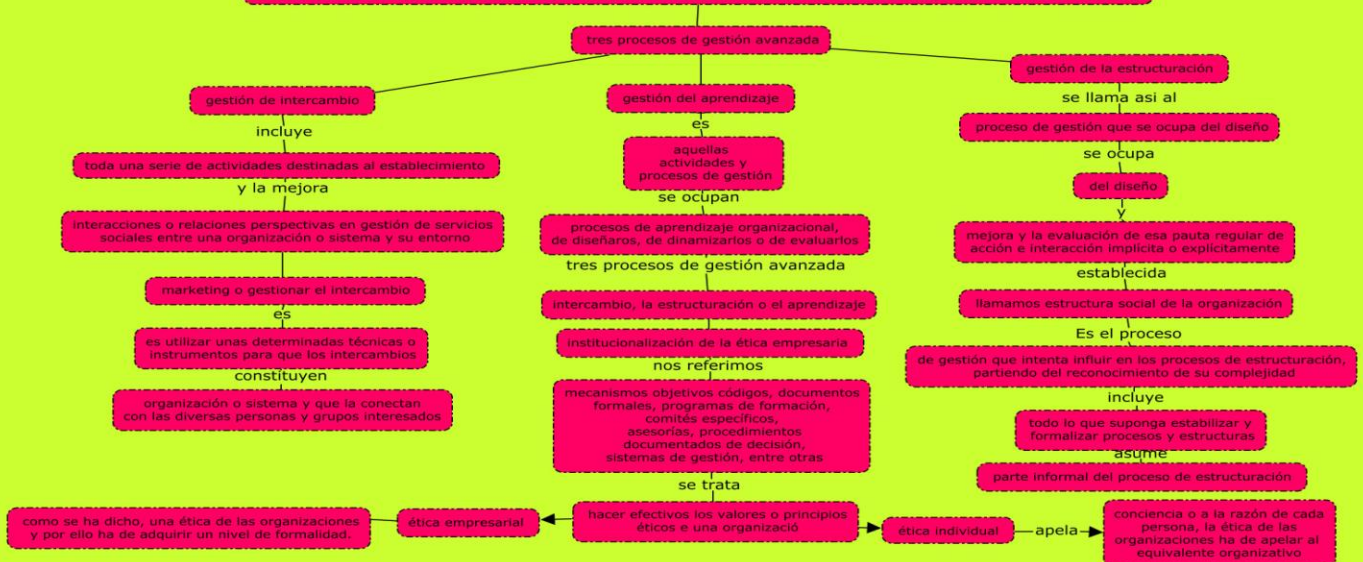 tres procesos de gestión avanzada
gestión de intercambio
incluye
toda una serie de actividades destinadas al establecimiento
y la mejora
interacciones o relaciones perspectivas en gestión de servicios
sociales entre una organización o sistema y su entorno
marketing o gestionar el intercambio
es
es utilizar unas determinadas técnicas o
instrumentos para que los intercambios
constituyen
organización o sistema y que la conectan
con las diversas personas y grupos interesados
gestión del aprendizaje
es
aquellas
actividades y
procesos de gestión
se ocupan
procesos de aprendizaje organizacional,
de diseñaros, de dinamizarlos o de evaluarlos
tres procesos de gestión avanzada
intercambio, la estructuración o el aprendizaje
institucionalización de la ética empresaria
nos referimos
mecanismos objetivos códigos, documentos
formales, programas de formación,
comités específicos,
asesorías, procedimientos
documentados de decisión,
sistemas de gestión, entre otras
se trata
hacer efectivos los valores o principios
éticos e una organizació
ética empresarial
como se ha dicho, una ética de las organizaciones
y por ello ha de adquirir un nivel de formalidad.
ética individual
apela
conciencia o a la razón de cada
persona, la ética de las
organizaciones ha de apelar al
equivalente organizativo
gestión de la estructuración
se llama asi al
proceso de gestión que se ocupa del diseño
se ocupa
del diseño
y
mejora y la evaluación de esa pauta regular de
acción e interacción implícita o explícitamente
establecida
llamamos estructura social de la organización
Es el proceso
de gestión que intenta influir en los procesos de estructuración,
partiendo del reconocimiento de su complejidad
incluye
todo lo que suponga estabilizar y
formalizar procesos y estructuras
asume
parte informal del proceso de estructuración